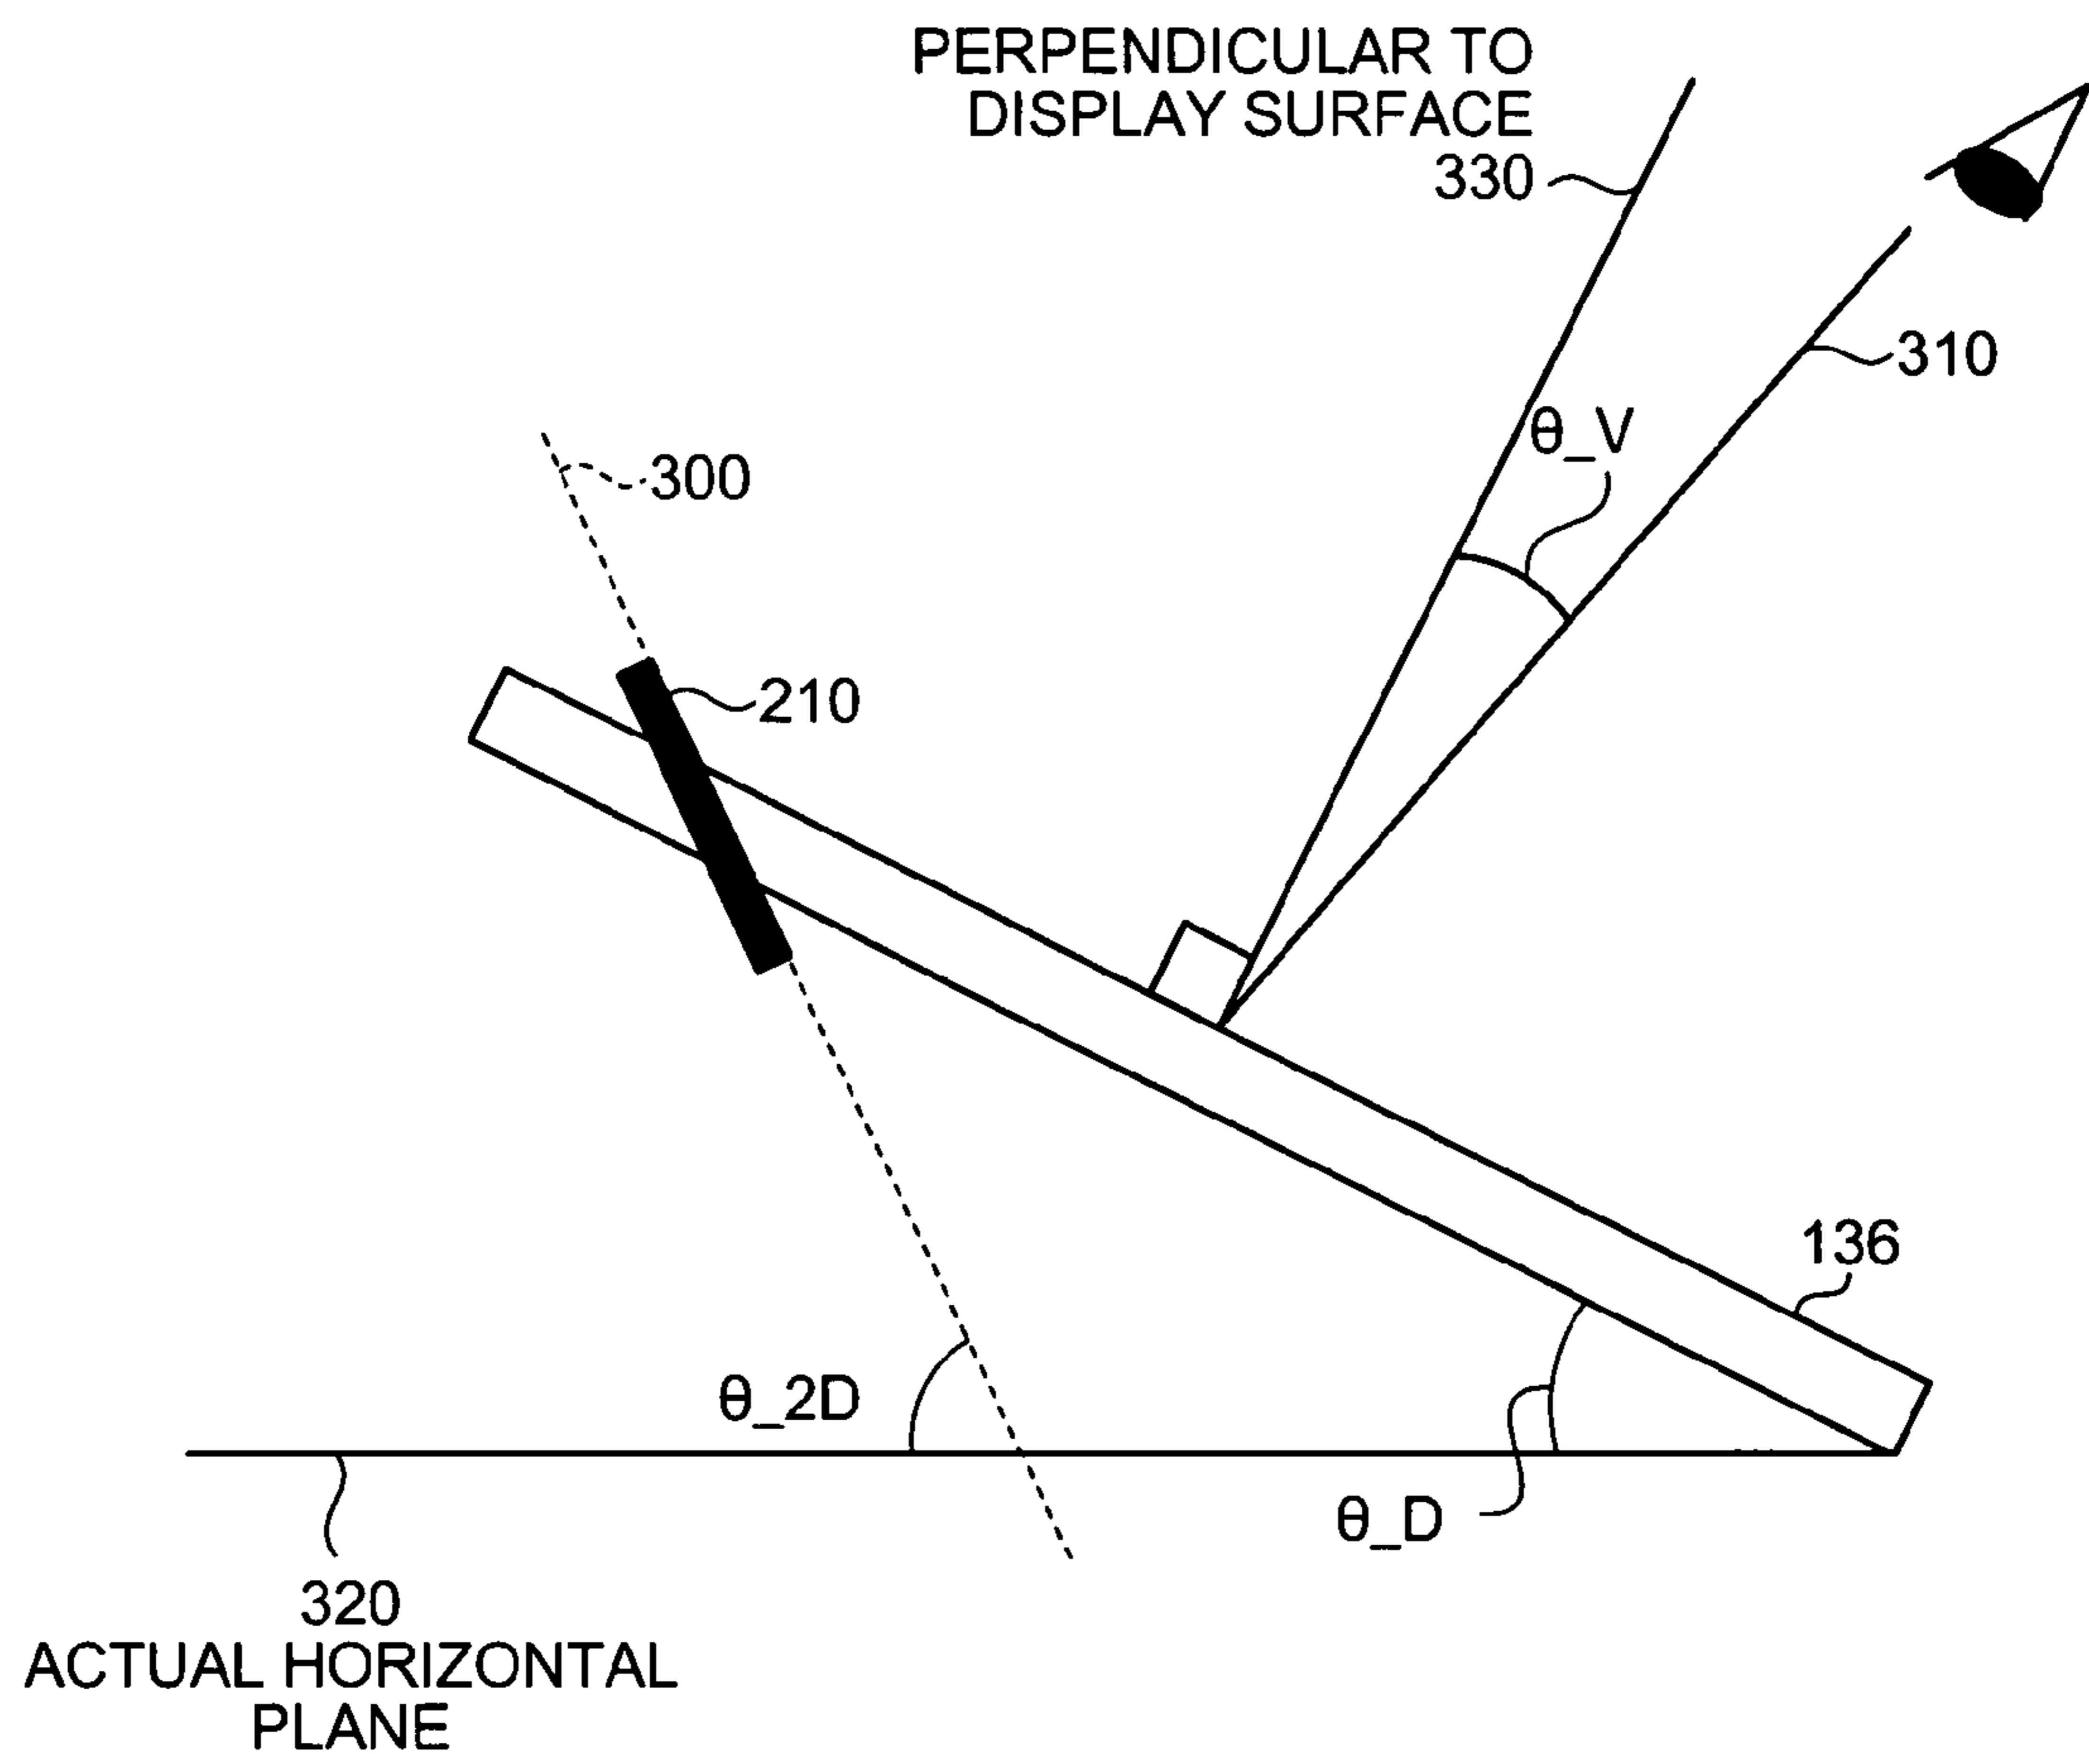 PERPENDICULAR TO
DISPLAY SURFACE
330
310
θ_V
300
210
136
θ_2D
θ_D
320
ACTUAL HORIZONTAL
PLANE